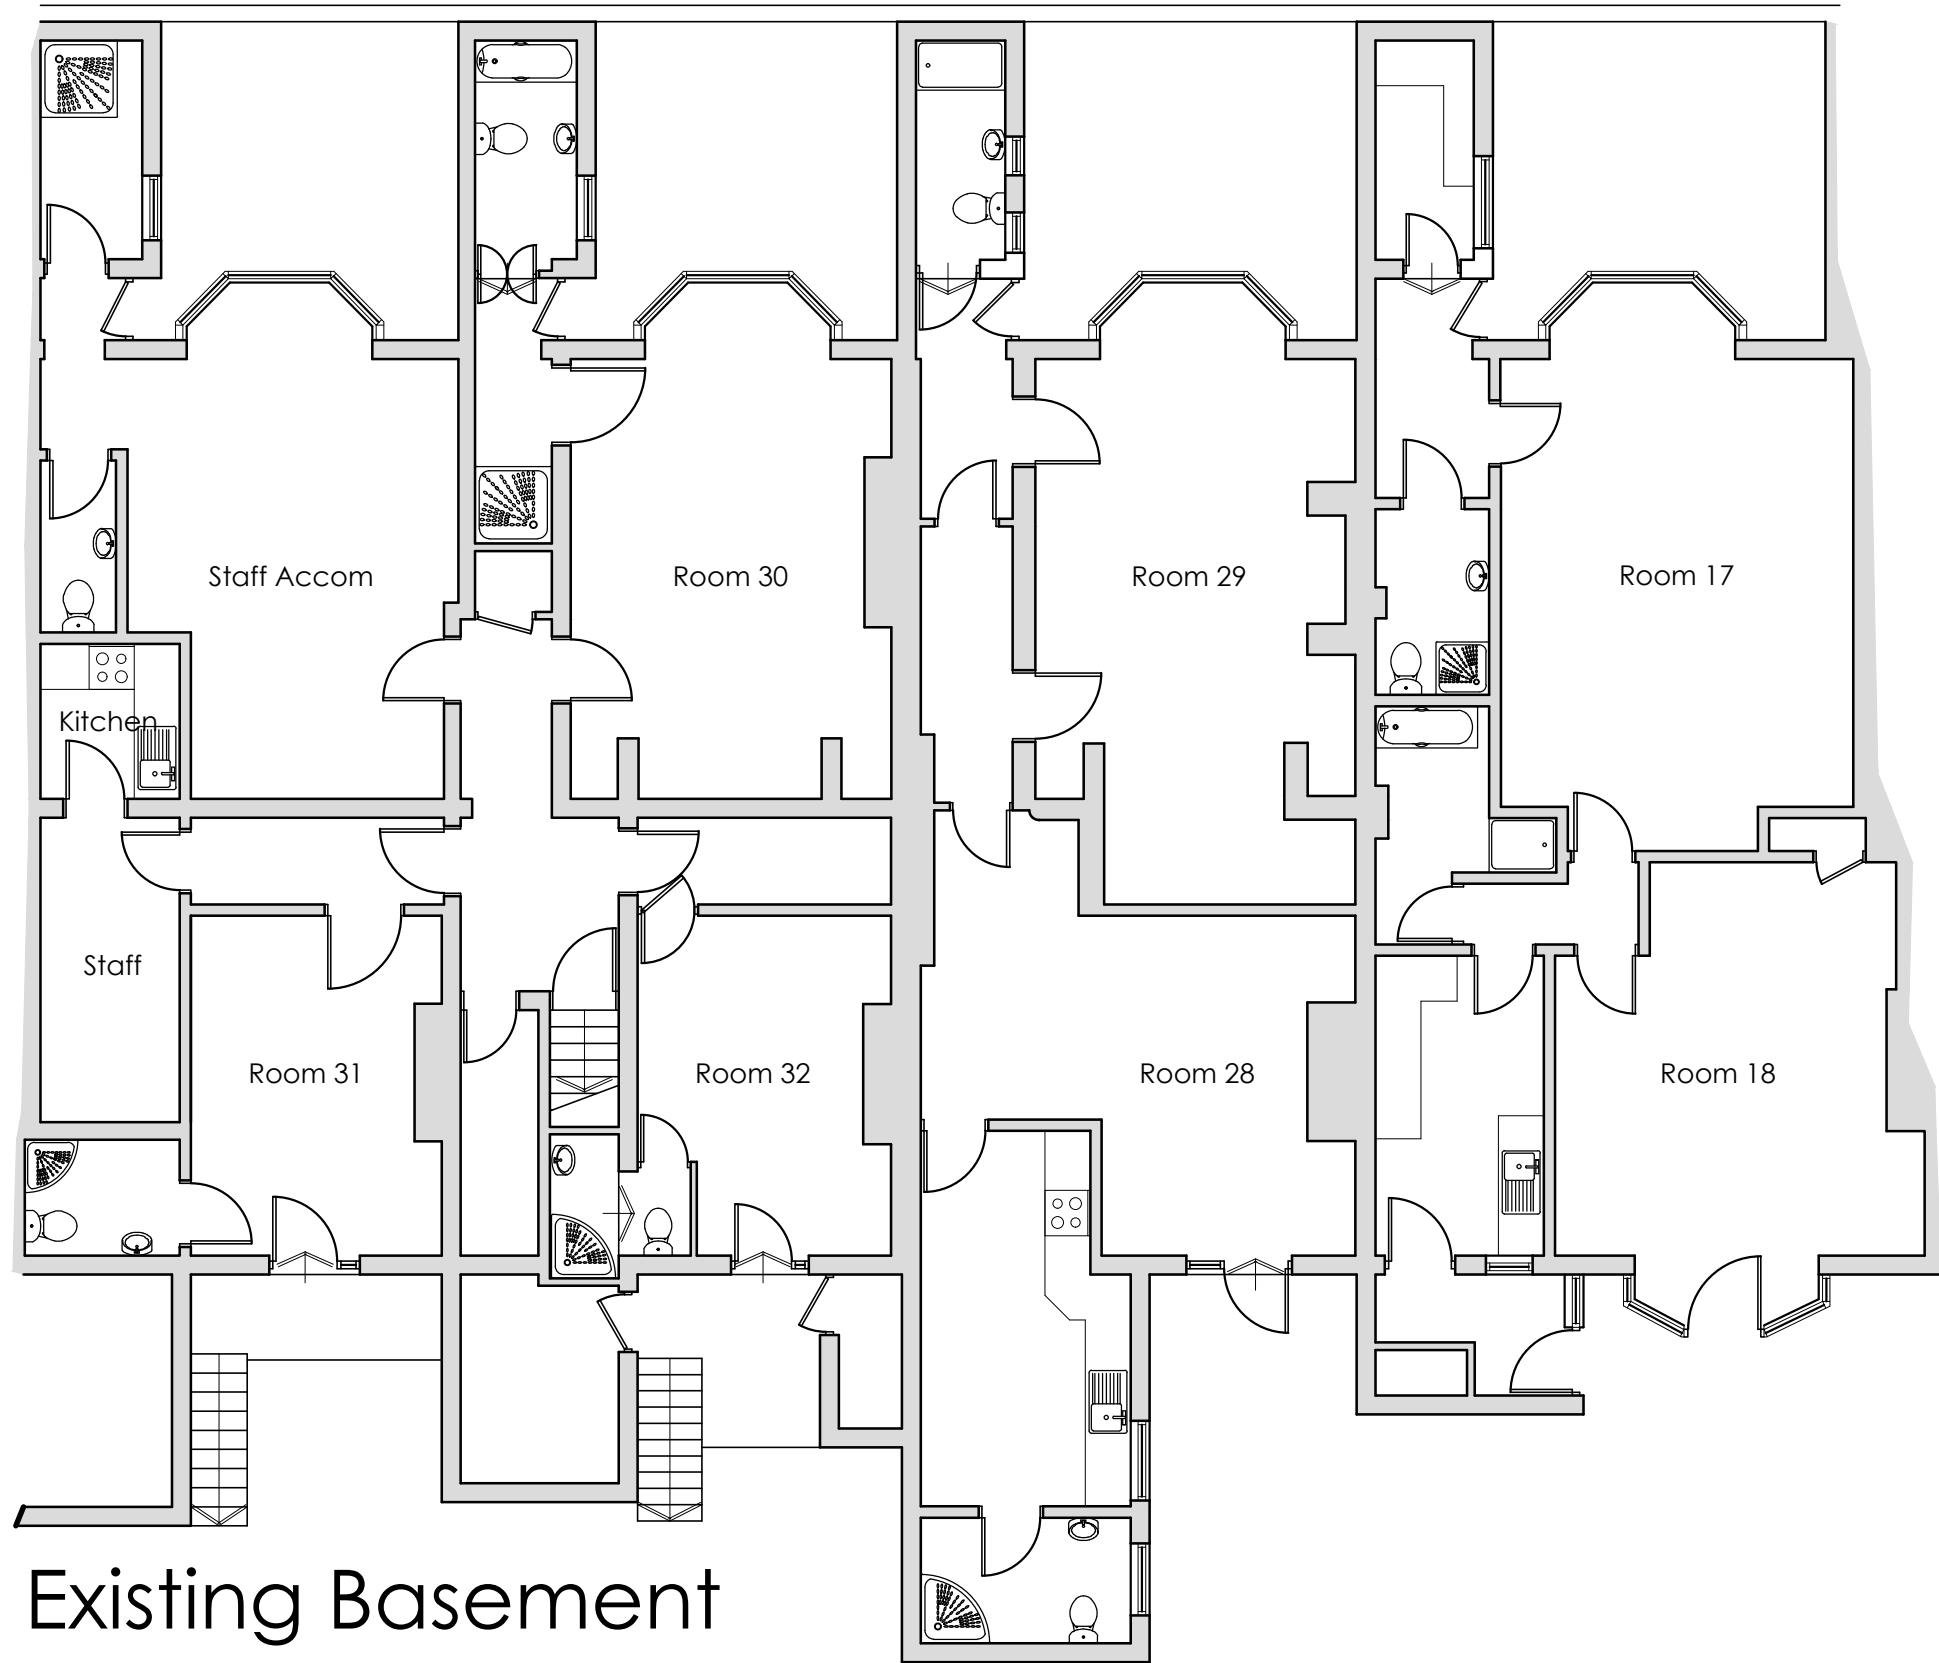 Staff Accom
Room 30
Room 29
Room 17
Kitchen
Staff
Room 31
Room 32
Room 28
Room 18
Existing Basement